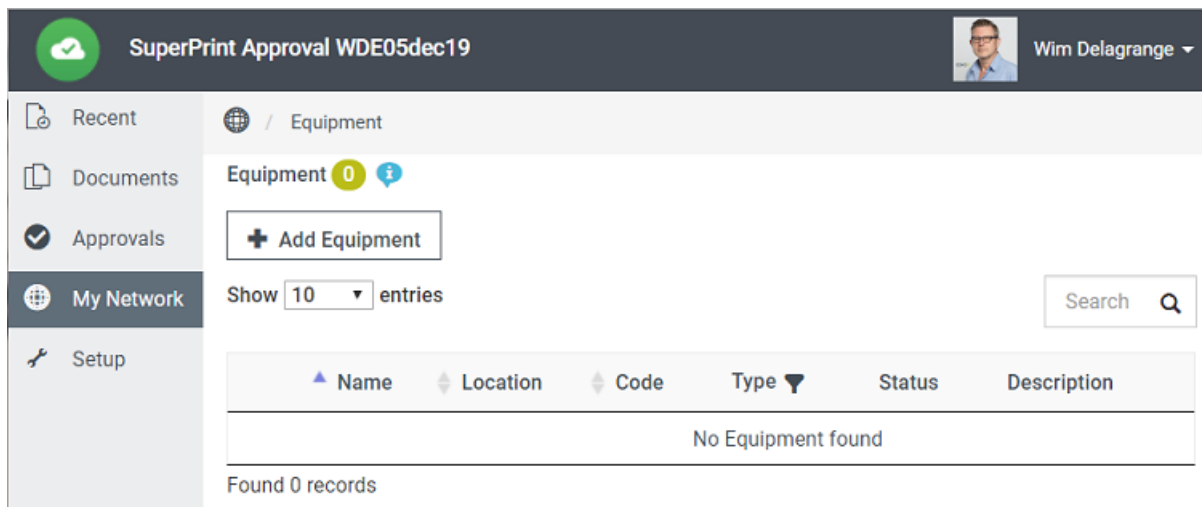 SuperPrint Approval WDE05dec19
Wim Delagrange
Recent
Documents
Approvals
My Network
Setup
/ Equipment
Equipment 0
Add Equipment
Show 10 entries
Search
Name Location Code Type Status Description
No Equipment found
Found 0 records